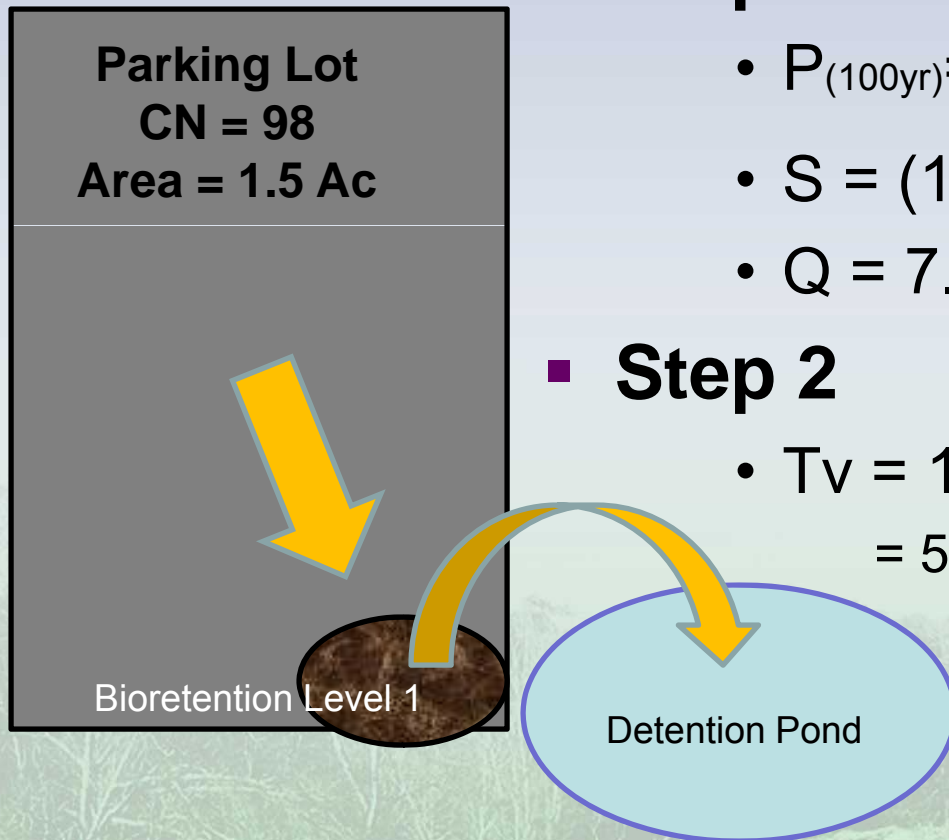 Parking Lot
CN = 98
Area = 1.5 Ac
Bioretention Level 1
• P(100yr)=
• S = (1
• Q = 7.
▪ Step 2
• Tv = 1
= 5
Detention Pond